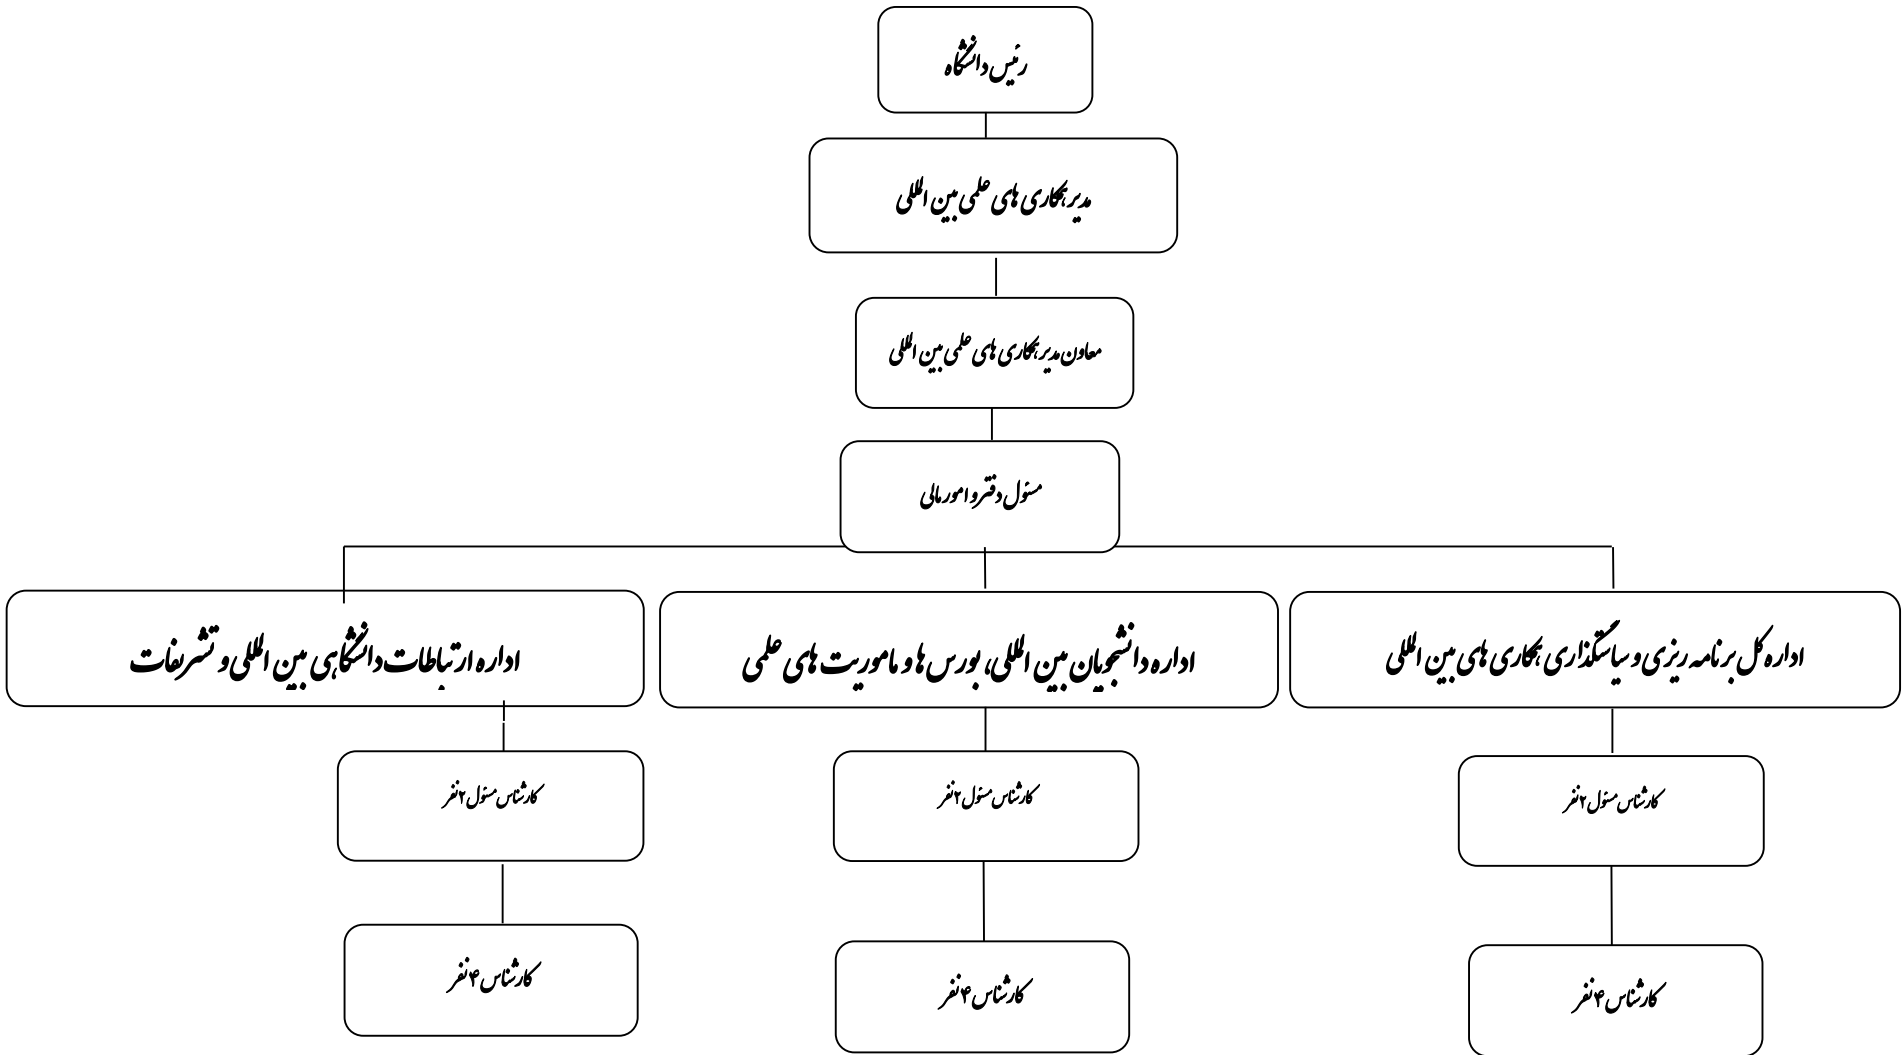 رئیس دانشگاه
مدیر همکاری های علمی بین المللی
معاون مدیر همکاری های علمی بین المللی
مسئول دفتر و امور مالی
اداره کل برنامه ریزی و سیاستگذاری همکاری های بین المللی
اداره دانشجویان بین المللی، بورس ها و ماموریت های علمی
اداره ارتباطات دانشگاهی بین المللی و تشریفات
کارشناس مسئول ۲ نفر
کارشناس مسئول ۲ نفر
کارشناس مسئول ۲ نفر
کارشناس ۴ نفر
کارشناس ۴ نفر
کارشناس ۴ نفر